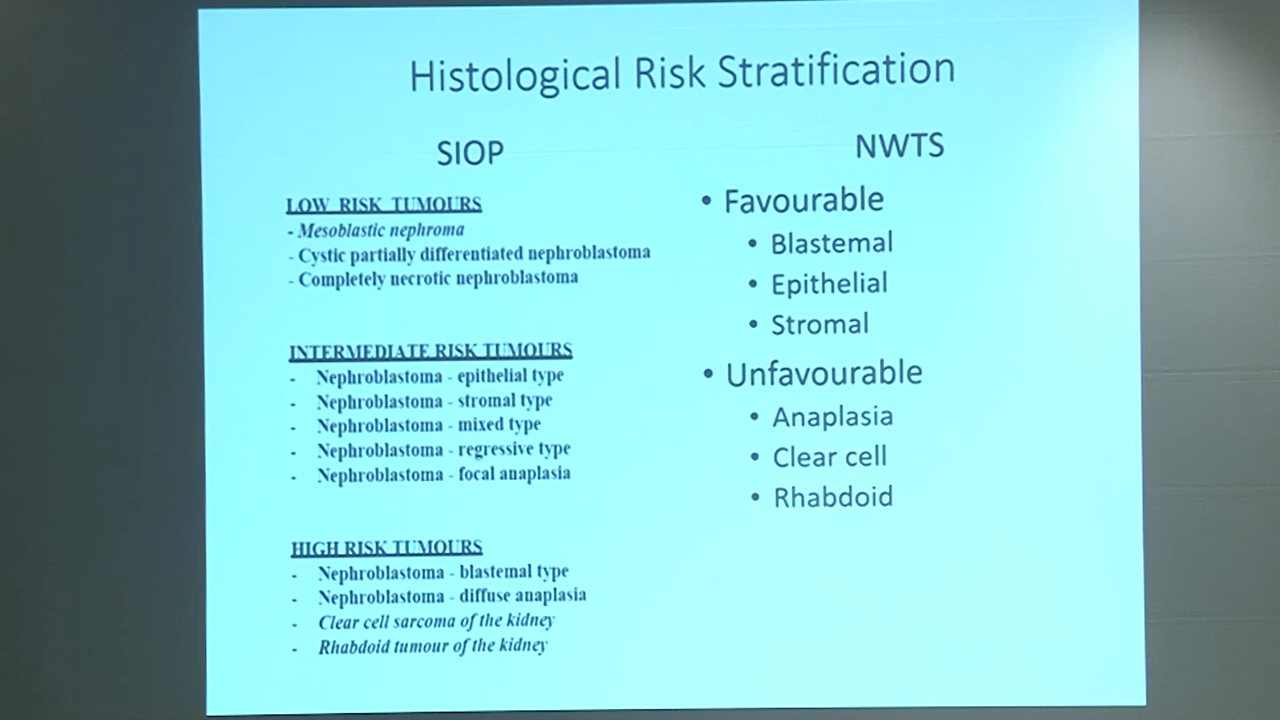 Histological Risk Stratification
SIOP
LOW RISK TUMOURS
- Mesoblastic nephroma
- Cystic partially differentiated nephroblastoma
- Completely necrotic nephroblastoma
INTERMEDIATE RISK TUMOURS
- Nephroblastoma - epithelial type
- Nephroblastoma - stromal type
- Nephroblastoma - mixed type
- Nephroblastoma - regressive type
- Nephroblastoma - focal anaplasia
HIGH RISK TUMOURS
- Nephroblastoma - blastemal type
- Nephroblastoma - diffuse anaplasia
- Clear cell sarcoma of the kidney
- Rhabdoid tumour of the kidney
NWTS
• Favourable
• Blastemal
• Epithelial
• Stromal
• Unfavourable
• Anaplasia
• Clear cell
• Rhabdoid